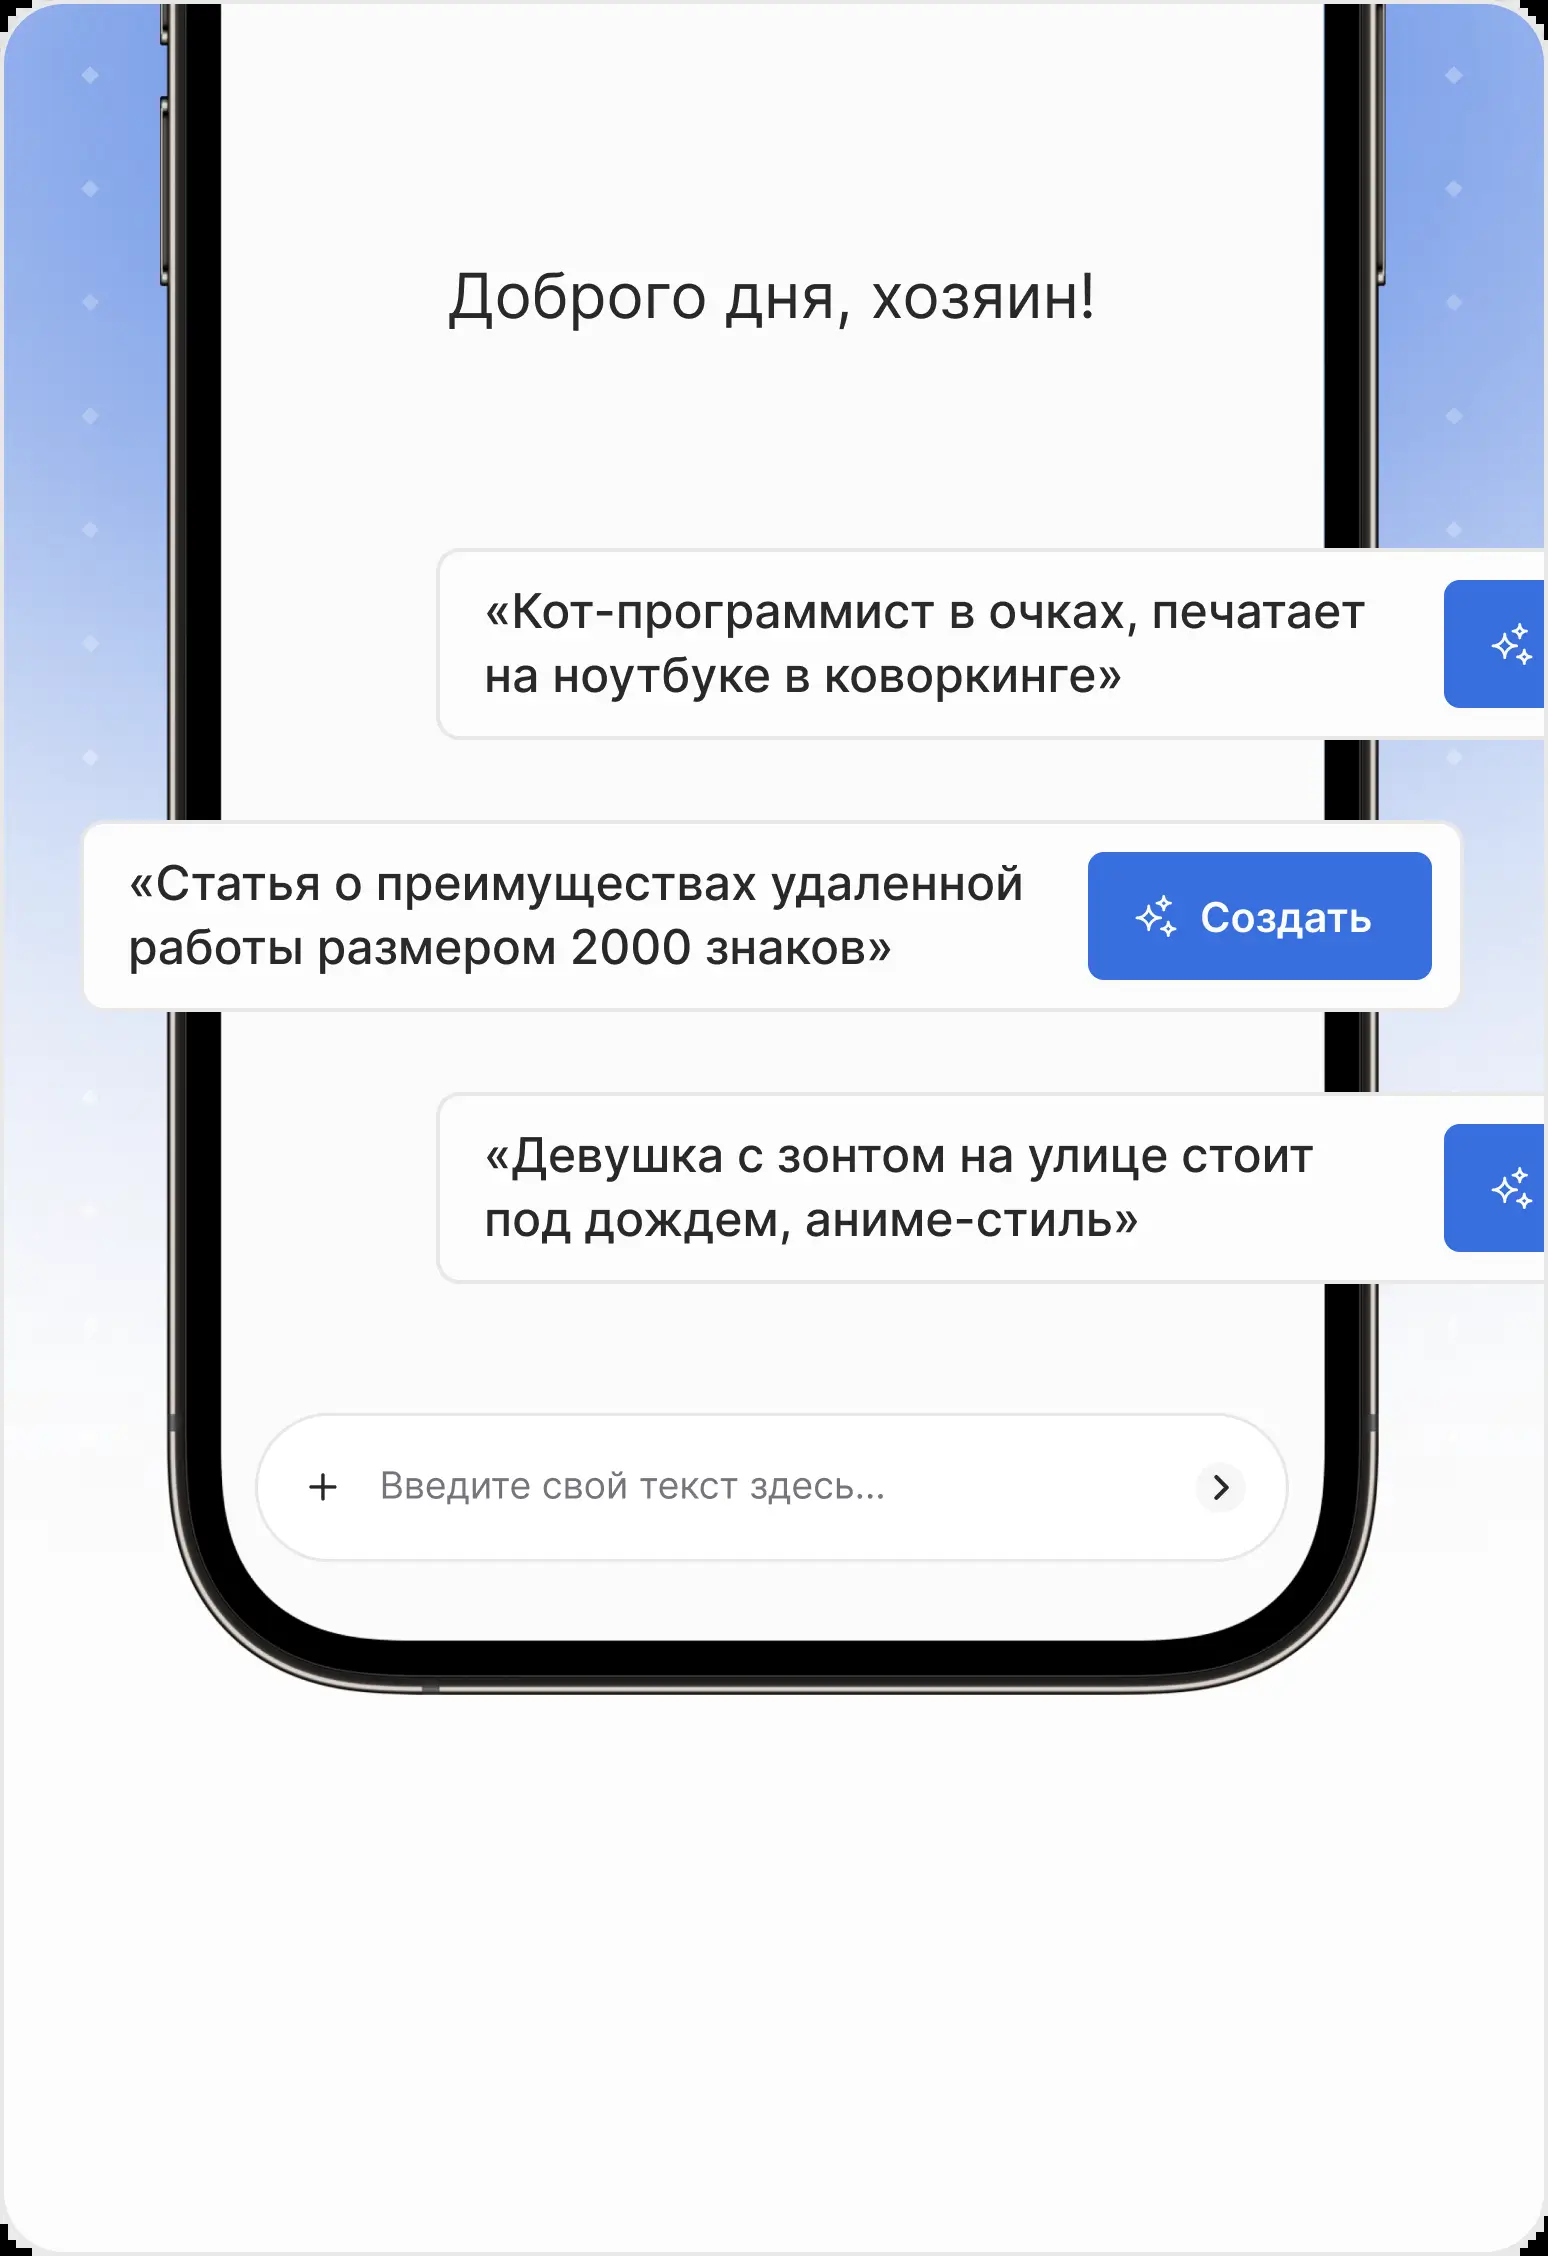 Доброго дня, хозяин!
«Кот-программист в очках, печатает
на ноутбуке в коворкинге»
«Статья о преимуществах удаленной
работы размером 2000 знаков»
Создать
«Девушка с зонтом на улице стоит
под дождем, аниме-стиль»
Введите свой текст здесь...